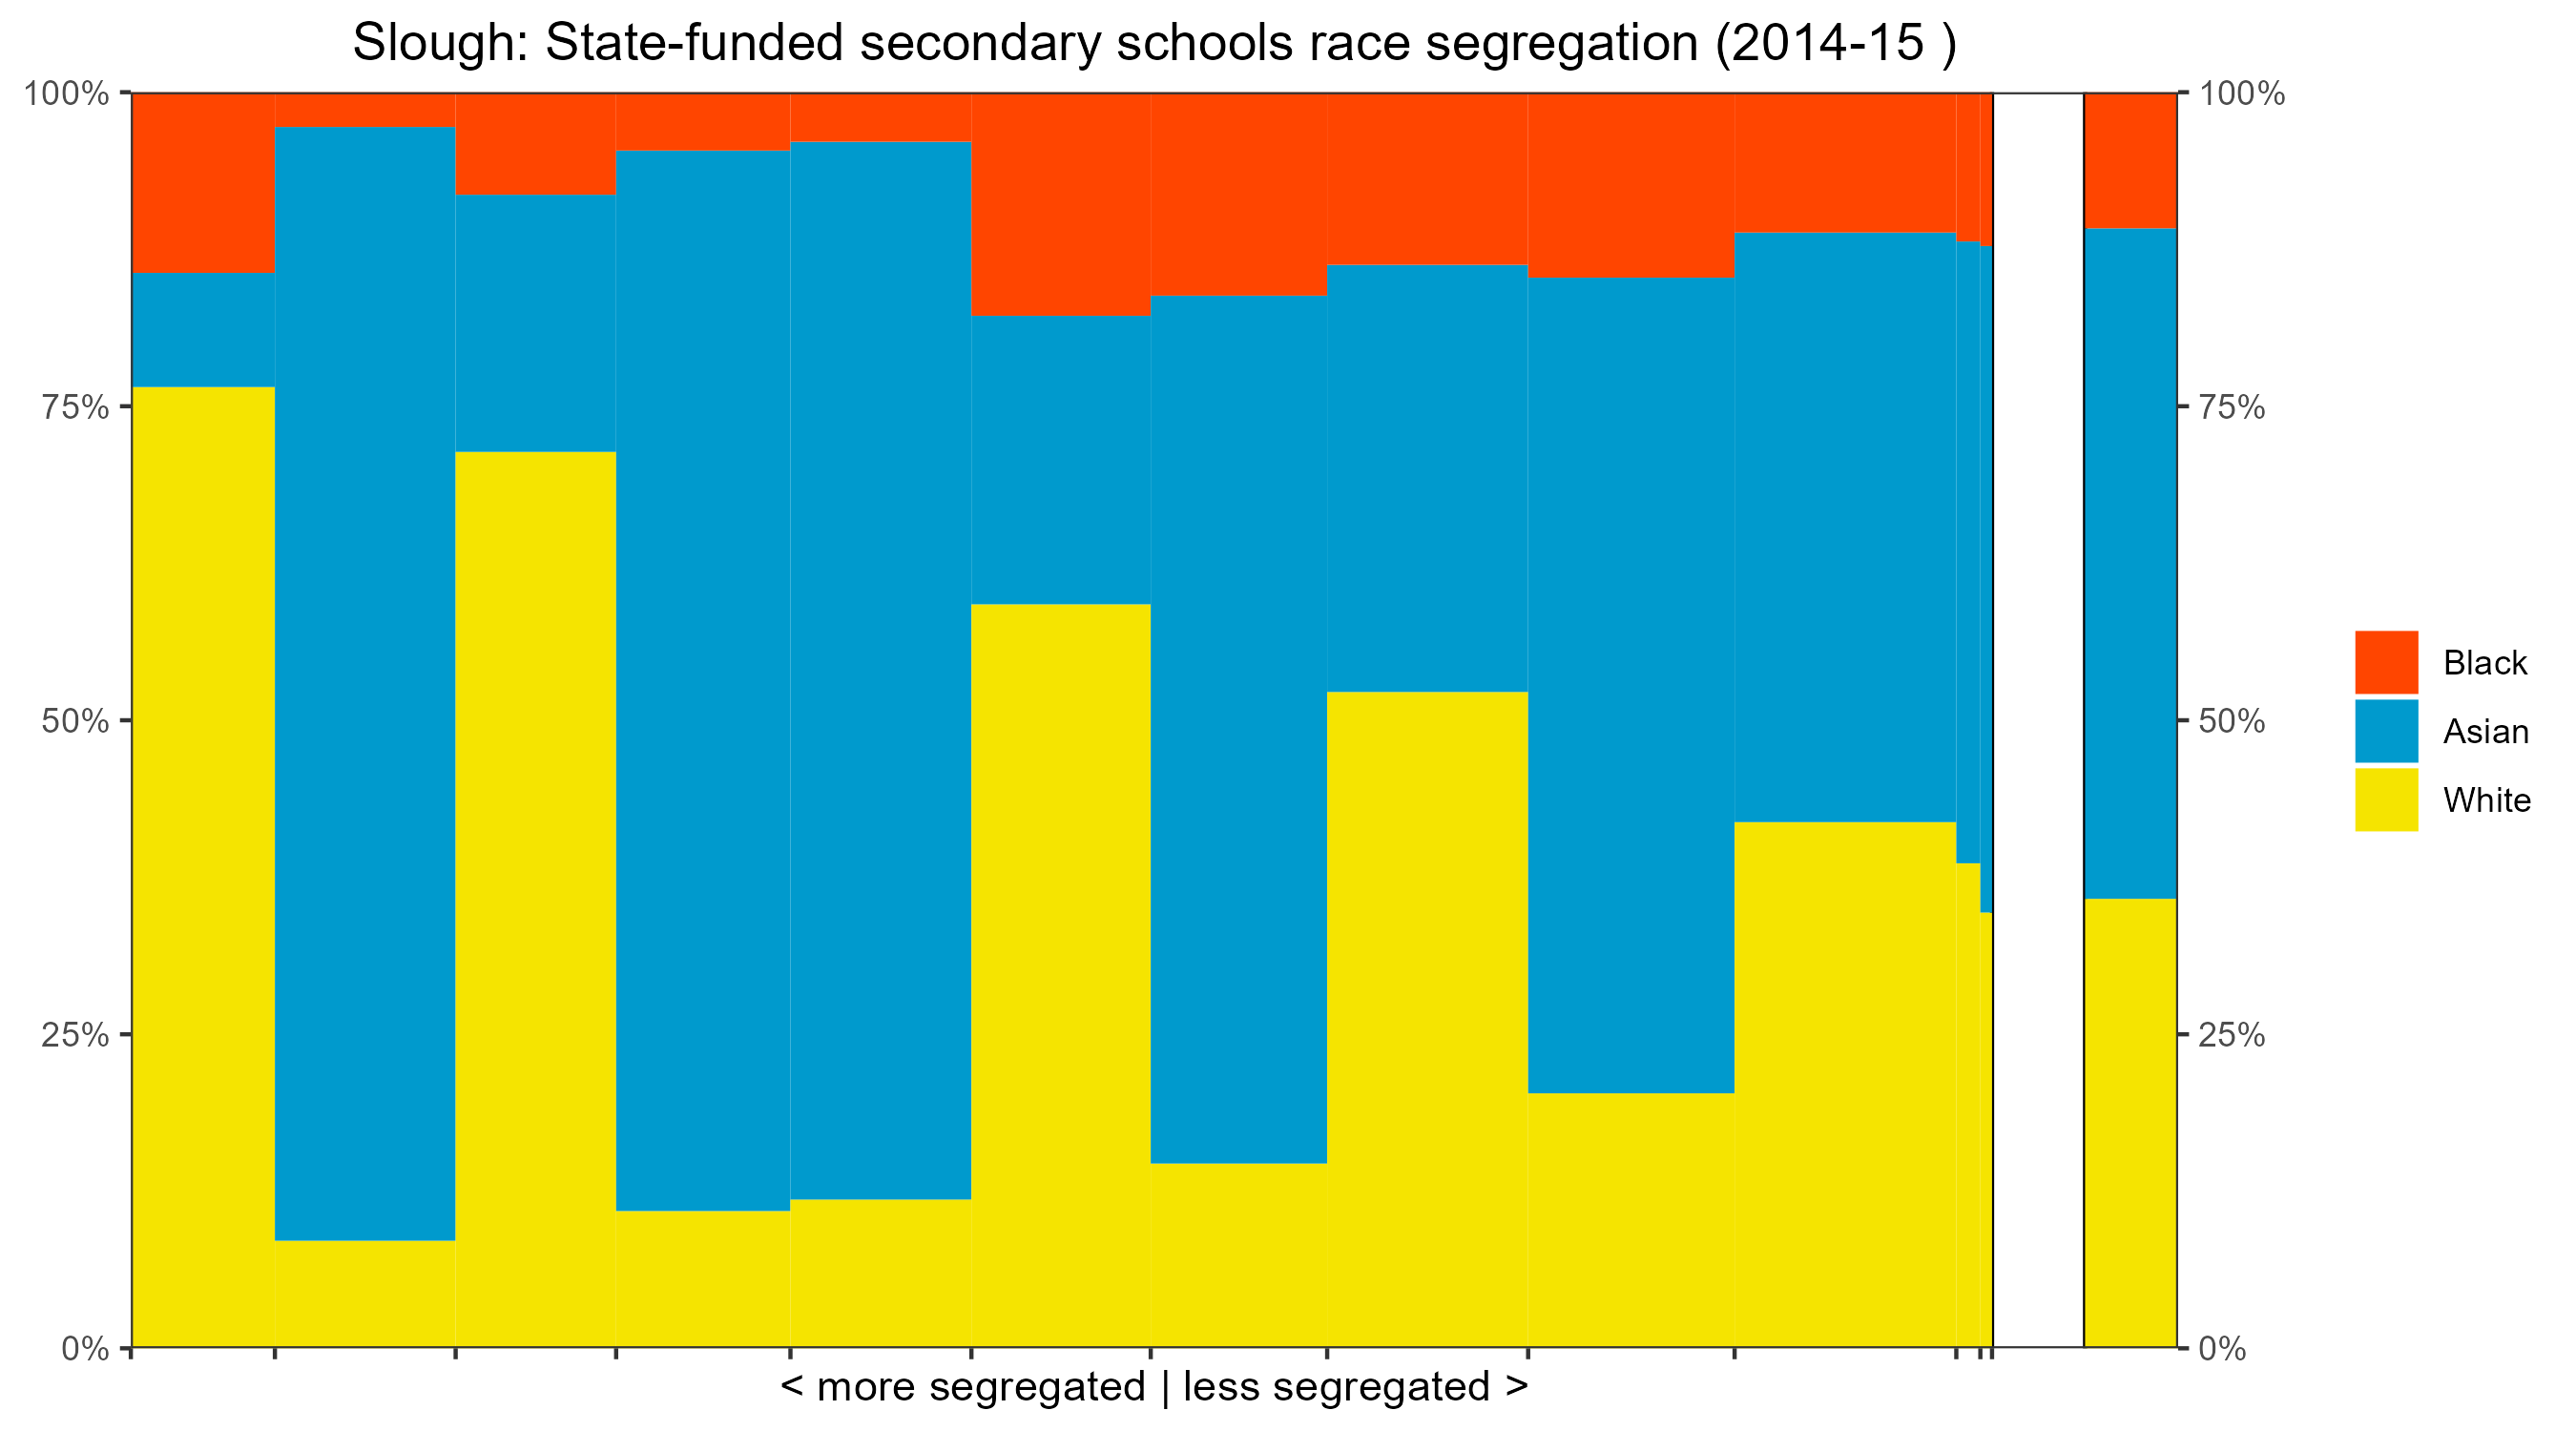 Slough: State-funded secondary schools race segregation (2014-15 )
100%
75%
50%
25%
0%
100%
75%
50%
25%
0%
Black
Asian
White
< more segregated | less segregated >